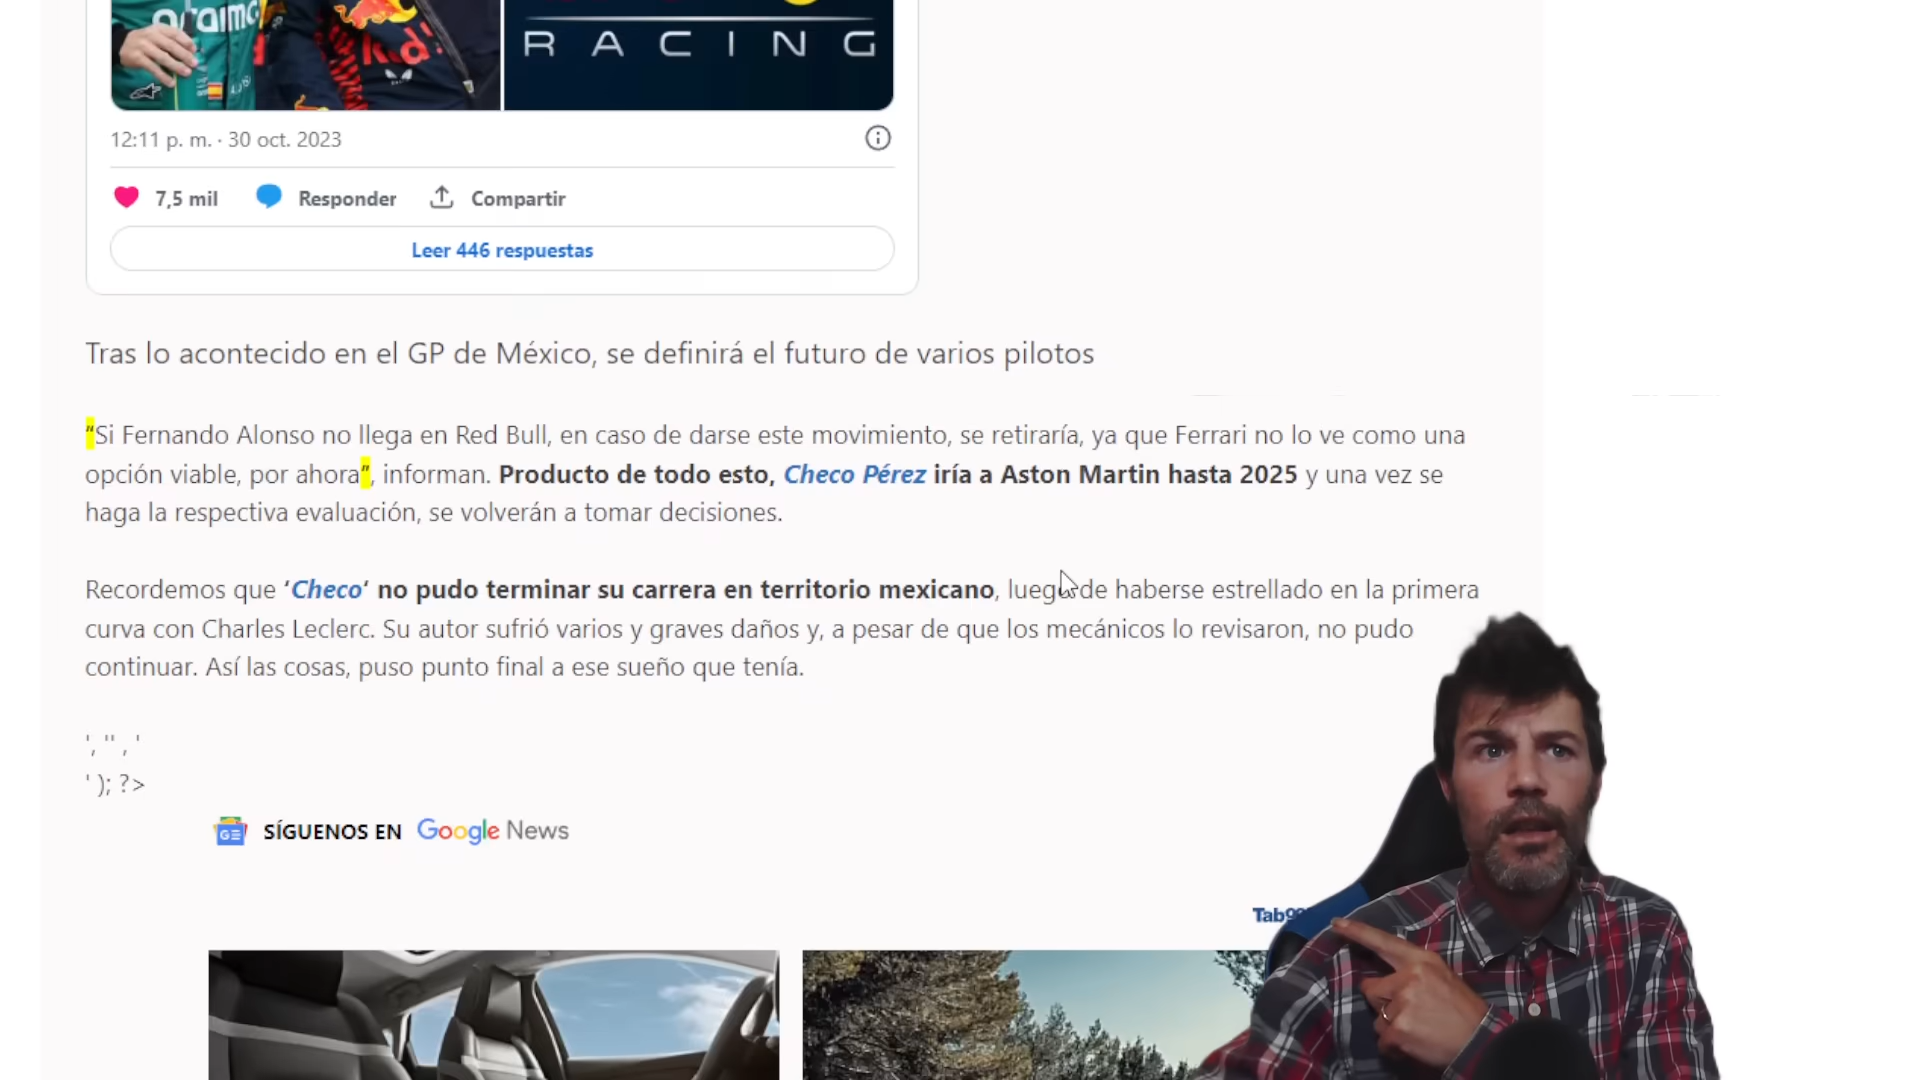 aramc
Red
RACING
12:11 p. m. · 30 oct. 2023
7,5 mil Responder Compartir
Leer 446 respuestas
Tras lo acontecido en el GP de México, se definirá el futuro de varios pilotos
“Si Fernando Alonso no llega en Red Bull, en caso de darse este movimiento, se retiraría, ya que Ferrari no lo ve como una
opción viable, por ahora”, informan. Producto de todo esto, Checo Pérez iría a Aston Martin hasta 2025 y una vez se
haga la respectiva evaluación, se volverán a tomar decisiones.
Recordemos que ‘Checo‘ no pudo terminar su carrera en territorio mexicano, luego de haberse estrellado en la primera
curva con Charles Leclerc. Su autor sufrió varios y graves daños y, a pesar de que los mecánicos lo revisaron, no pudo
continuar. Así las cosas, puso punto final a ese sueño que tenía.
', '' , '
' ); ?>
GE SÍGUENOS EN Google News